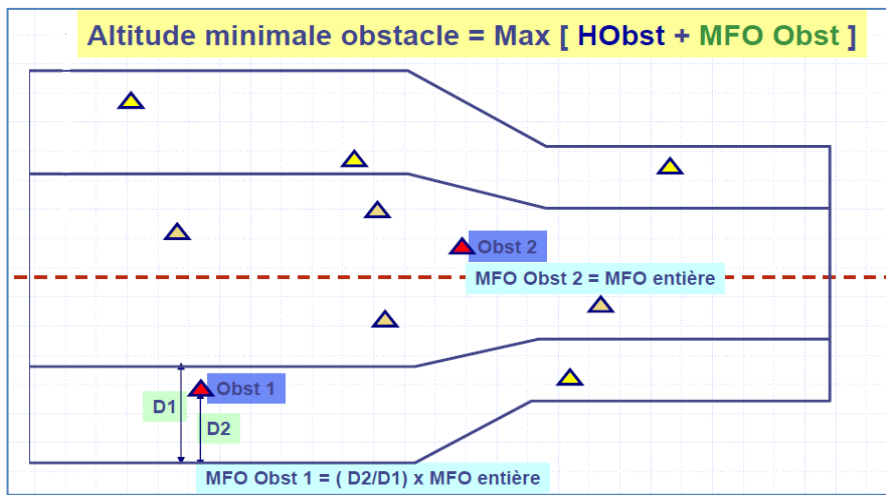 Altitude minimale obstacle = Max [ HObst + MFO Obst ]
Obst 2
MFO Obst 2 = MFO entière
Obst 1
D1
D2
MFO Obst 1 = ( D2/D1) x MFO entière